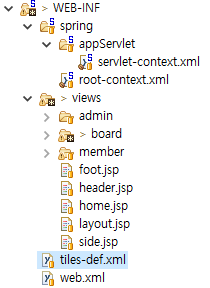 > WEB-INF
spring
appServlet
servlet-context.xml
root-context.xml
> views
admin
> board
member
foot.jsp
header.jsp
home.jsp
layout.jsp
side.jsp
tiles-def.xml
web.xml